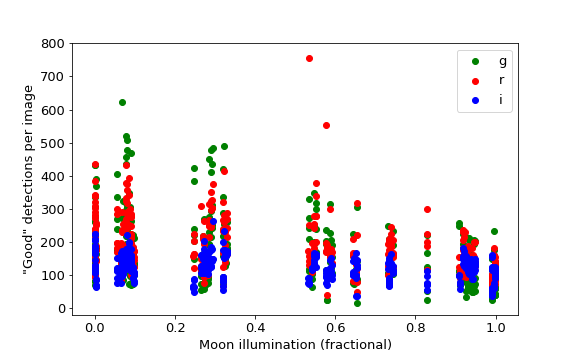 800
700
600
500
400
300
200
100
0
"Good" detections per image
g
r
i
0.0 0.2 0.4 0.6 0.8 1.0
Moon illumination (fractional)